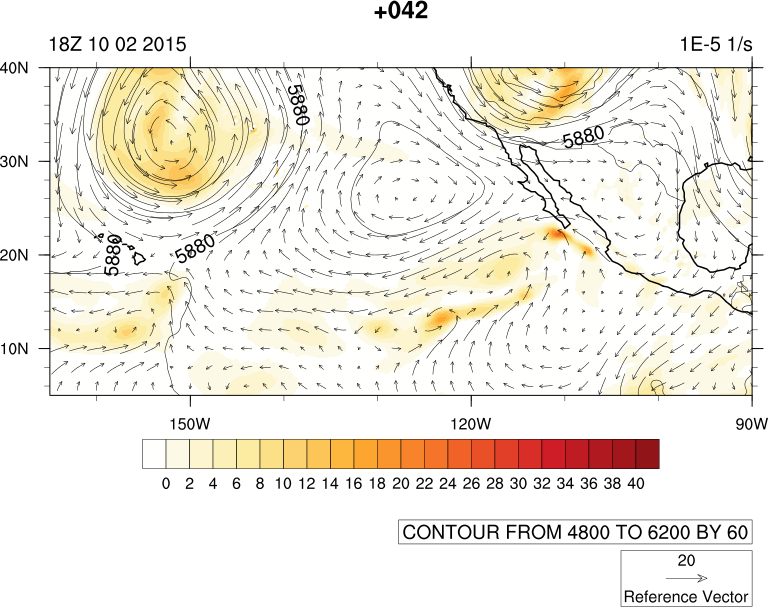 +042
18Z 10 02 2015 1E-5 1/s
40N
5880
5880
30N
5880
5880
20N
10N
150W 120W 90W
0 2 4 6 8 10 12 14 16 18 20 22 24 26 28 30 32 34 36 38 40
CONTOUR FROM 4800 TO 6200 BY 60
20
Reference Vector